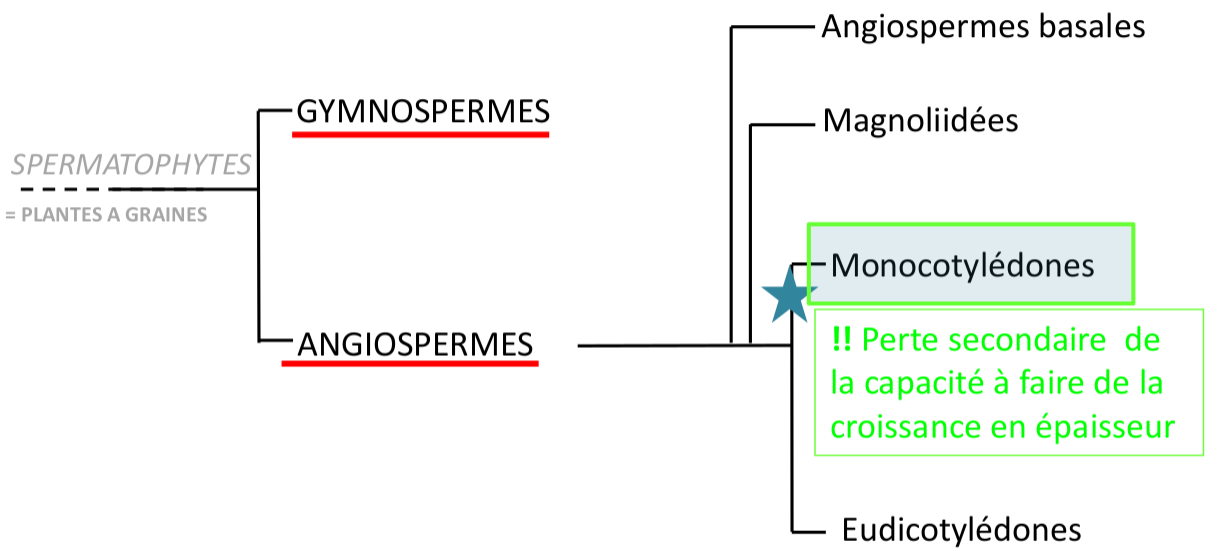 Angiospermes basales
GYMNOSPERMES
Magnoliidées
SPERMATOPHYTES
= PLANTES A GRAINES
Monocotylédones
ANGIOSPERMES
!! Perte secondaire de
la capacité à faire de la
croissance en épaisseur
Eudicotylédones